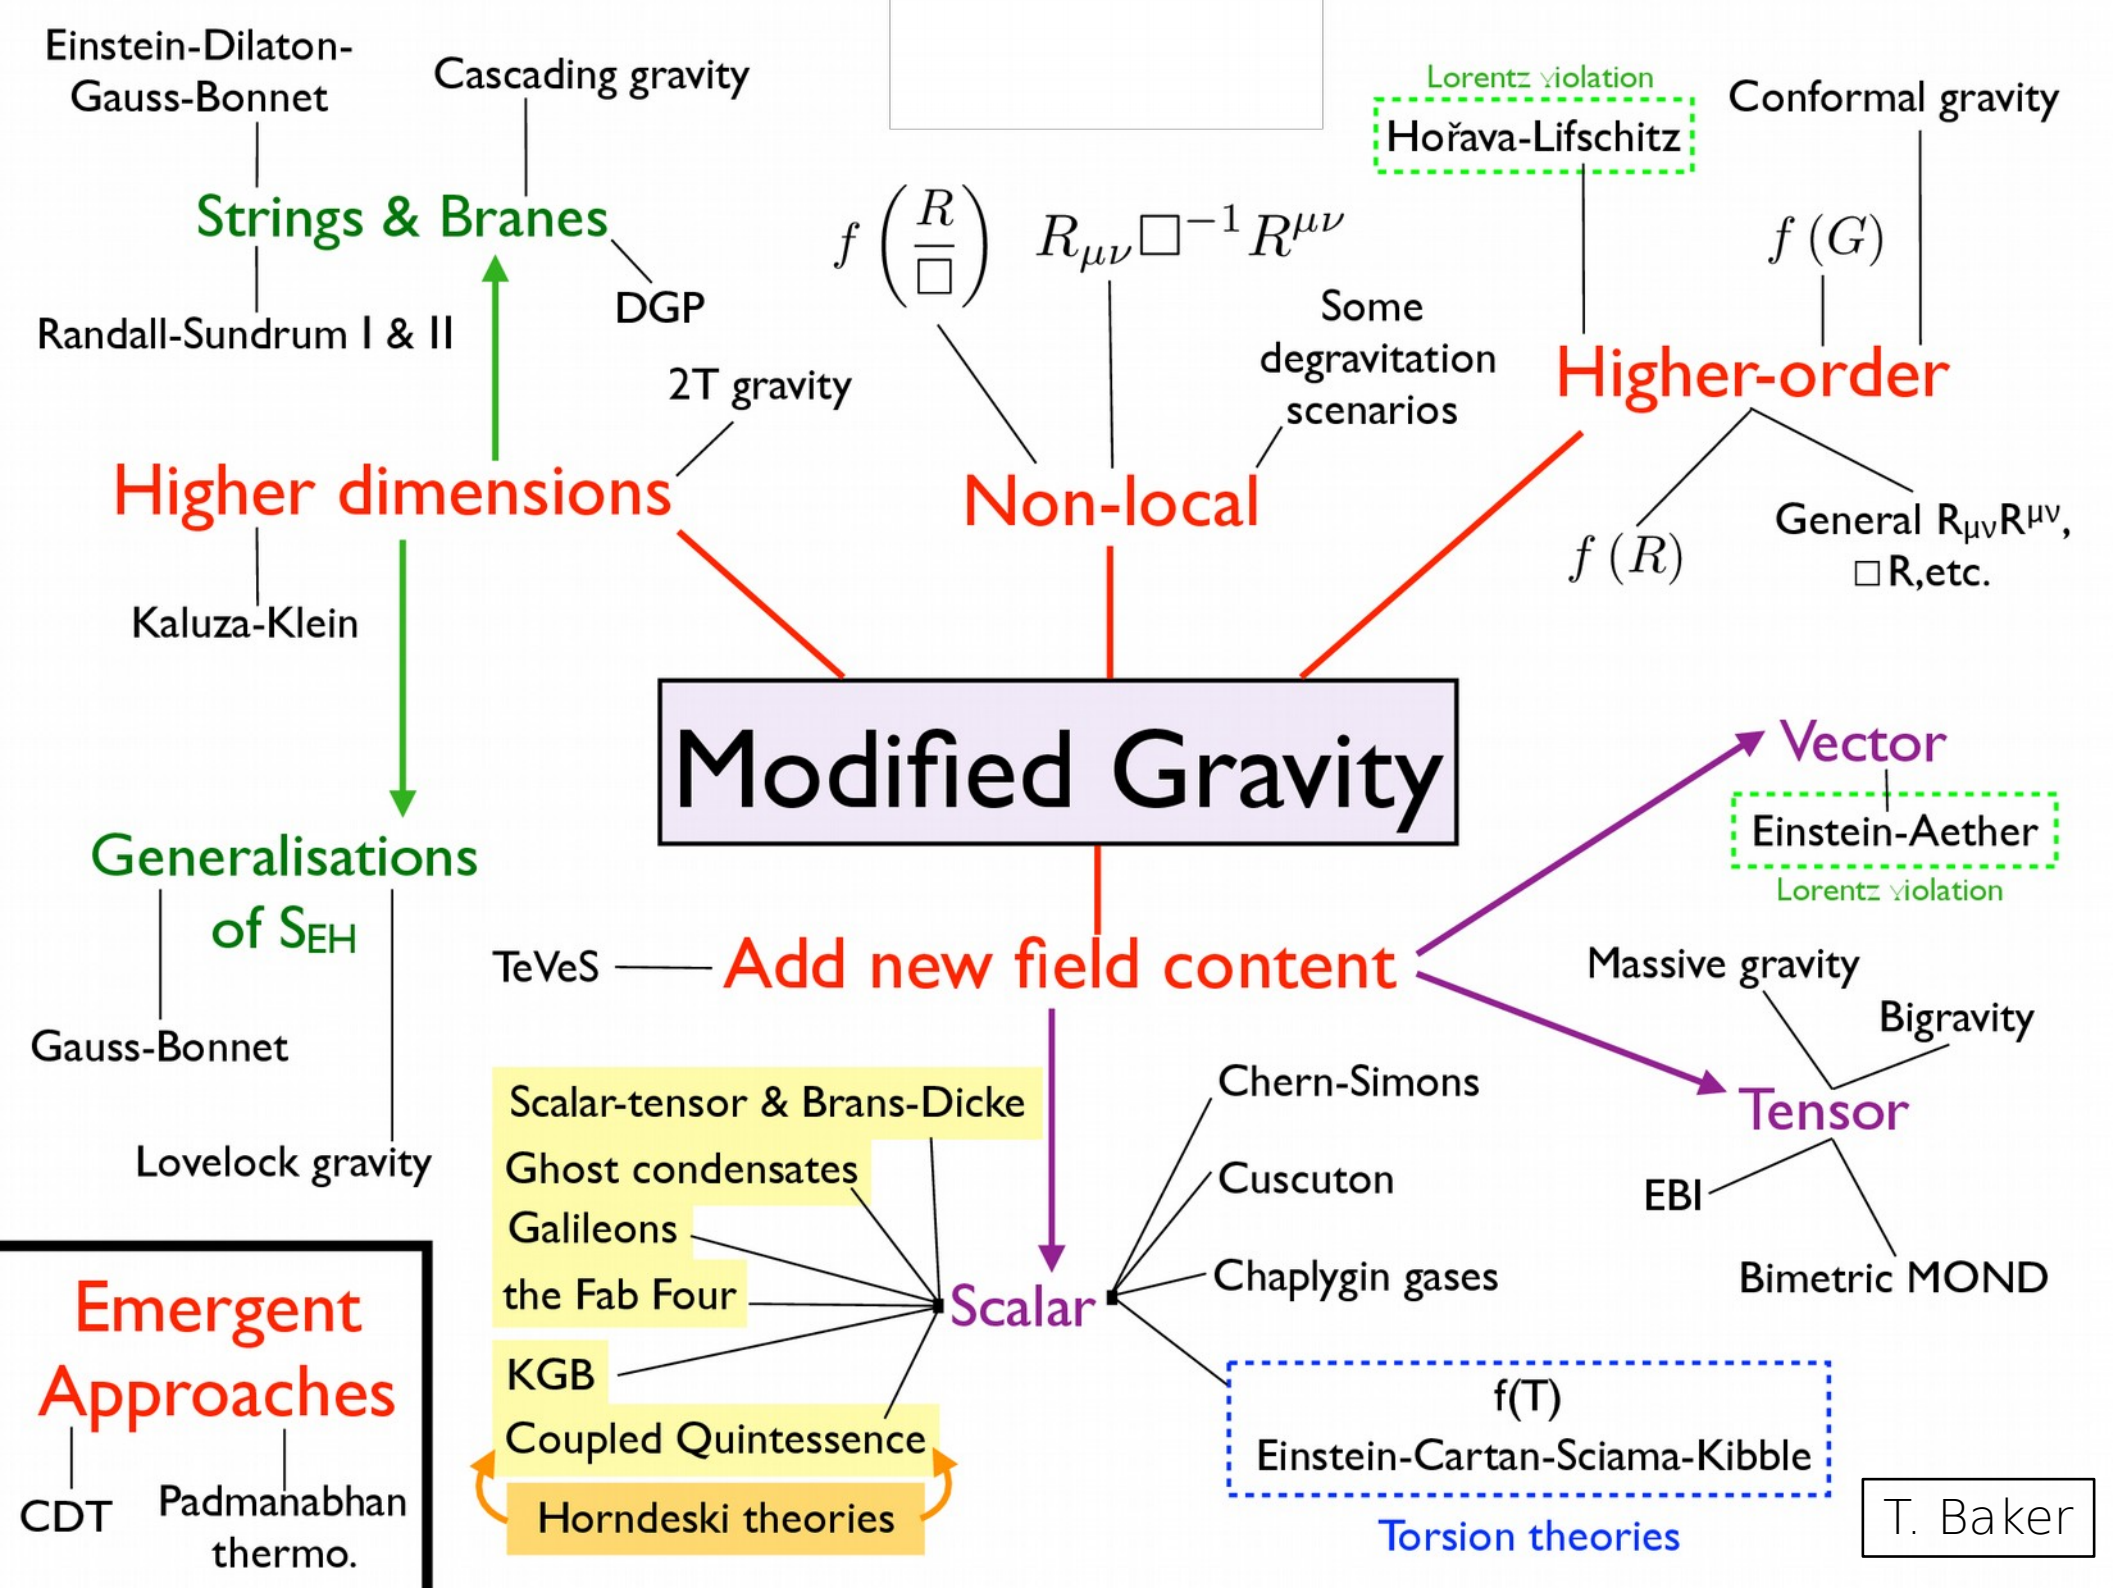 Einstein-Dilaton-
Gauss-Bonnet
Cascading gravity
Strings & Branes
Randall-Sundrum I & II
DGP
2T gravity
Higher dimensions
Kaluza-Klein
Generalisations
of S_EH
Gauss-Bonnet
Lovelock gravity
f (R/□)
R_μν □^−1 R^μν
Some
degravitation
scenarios
Non-local
Lorentz violation
Hořava-Lifschitz
Conformal gravity
f (G)
Higher-order
f (R)
General R_μν R^μν,
□ R,etc.
Modified Gravity
Vector
Einstein-Aether
Lorentz violation
TeVeS
Add new field content
Massive gravity
Bigravity
Tensor
EBI
Bimetric MOND
Scalar-tensor & Brans-Dicke
Ghost condensates
Galileons
the Fab Four
KGB
Coupled Quintessence
Horndeski theories
Scalar
Chern-Simons
Cuscuton
Chaplygin gases
f(T)
Einstein-Cartan-Sciama-Kibble
Torsion theories
Emergent
Approaches
CDT
Padmanabhan
thermo.
T. Baker